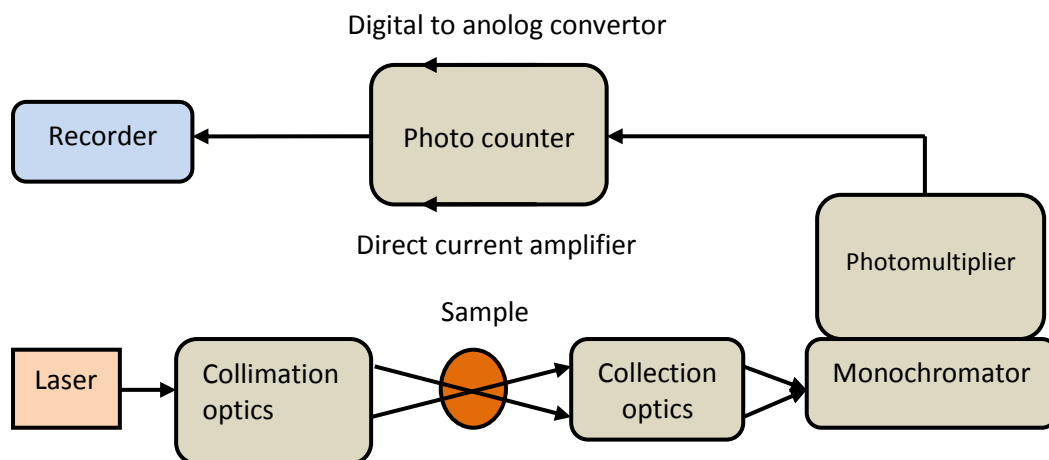 Digital to anolog convertor
Recorder
Photo counter
Direct current amplifier
Photomultiplier
Sample
Laser
Collimation
optics
Collection
optics
Monochromator